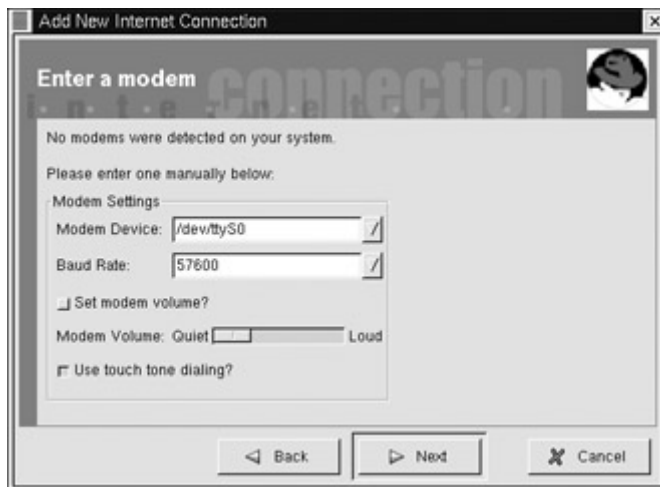 Add New Internet Connection
Enter a modem
connection
internet
No modems were detected on your system.
Please enter one manually below:
Modem Settings
Modem Device: /dev/ttyS0
Baud Rate: 57600
Set modem volume?
Modem Volume: Quiet Loud
Use touch tone dialing?
Back Next Cancel